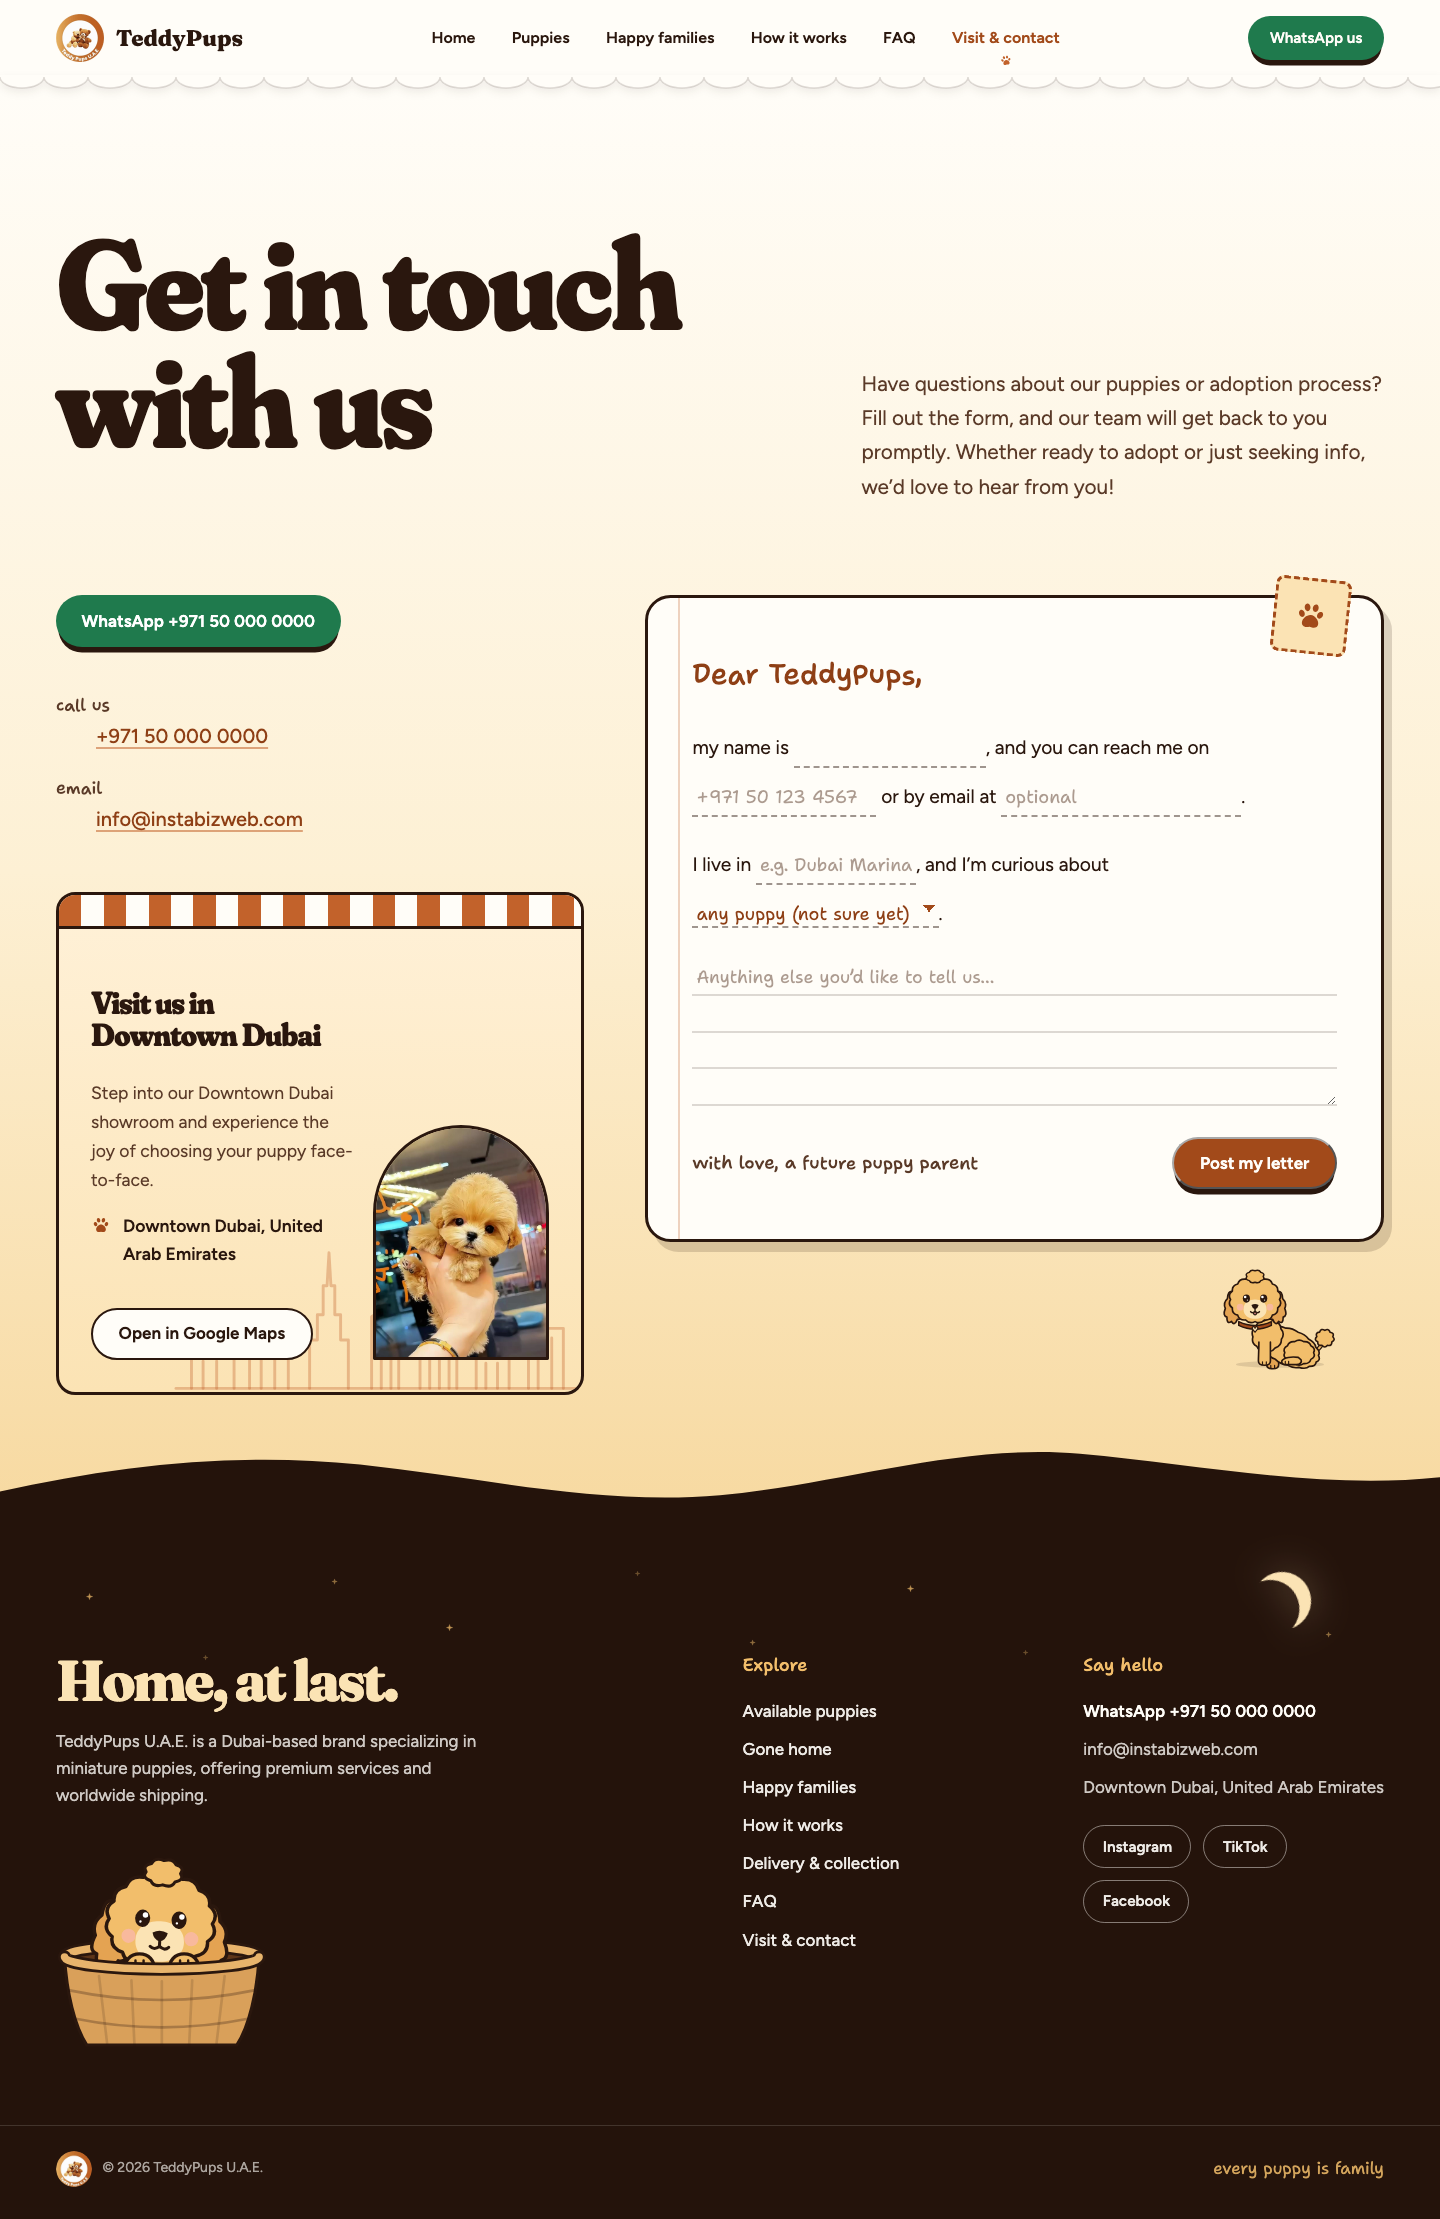 TeddyPups
Home
Puppies
Happy families
How it works
FAQ
Visit & contact
WhatsApp us
Get in touch
with us
Have questions about our puppies or adoption process?
Fill out the form, and our team will get back to you
promptly. Whether ready to adopt or just seeking info,
we’d love to hear from you!
WhatsApp +971 50 000 0000
call us
+971 50 000 0000
email
info@instabizweb.com
Visit us in
Downtown Dubai
Step into our Downtown Dubai
showroom and experience the
joy of choosing your puppy face-
to-face.
Downtown Dubai, United
Arab Emirates
Open in Google Maps
Dear TeddyPups,
my name is , and you can reach me on
+971 50 123 4567 or by email at optional .
I live in e.g. Dubai Marina , and I’m curious about
any puppy (not sure yet) .
Anything else you’d like to tell us...
with love, a future puppy parent
Post my letter
Home, at last.
TeddyPups U.A.E. is a Dubai-based brand specializing in
miniature puppies, offering premium services and
worldwide shipping.
Explore
Available puppies
Gone home
Happy families
How it works
Delivery & collection
FAQ
Visit & contact
Say hello
WhatsApp +971 50 000 0000
info@instabizweb.com
Downtown Dubai, United Arab Emirates
Instagram
TikTok
Facebook
© 2026 TeddyPups U.A.E.
every puppy is family